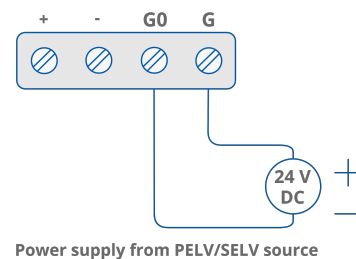 + - G0 G
24 V
DC
+
-
Power supply from PELV/SELV source